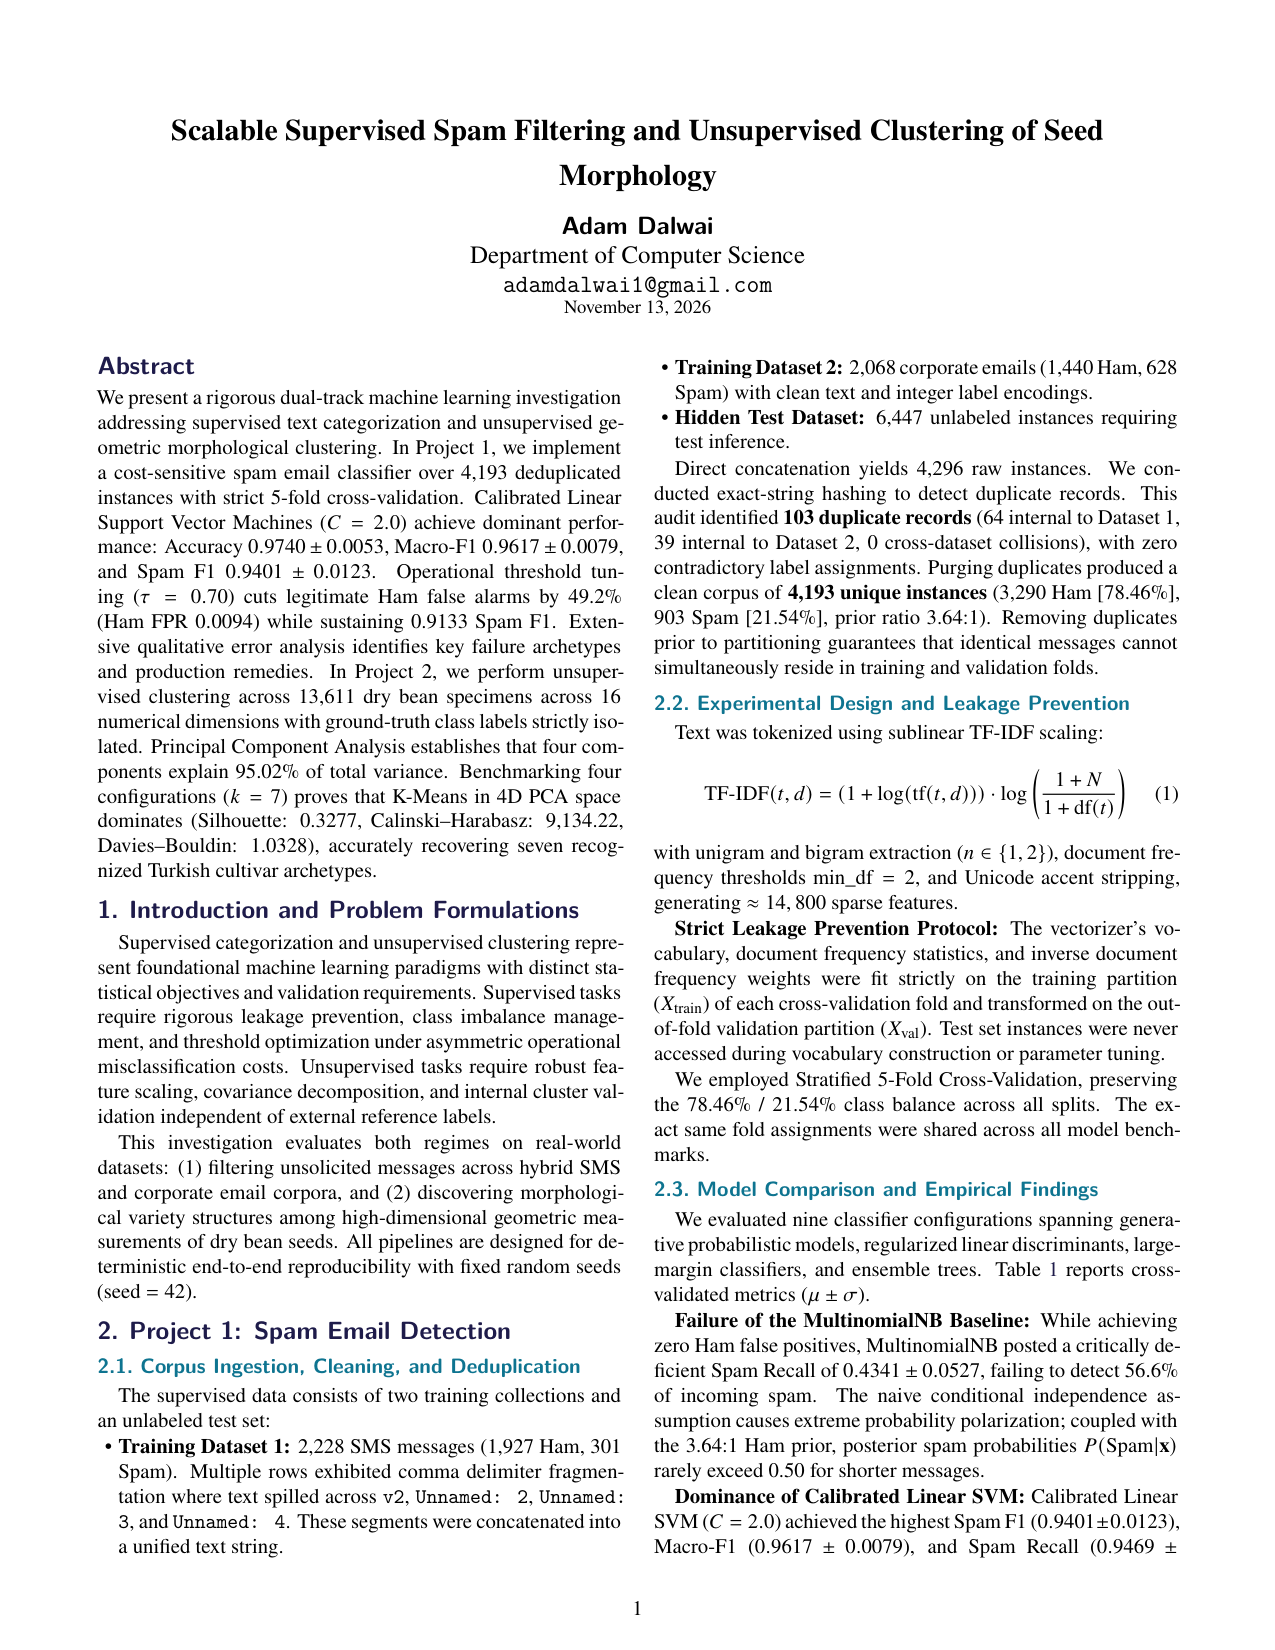 Scalable Supervised Spam Filtering and Unsupervised Clustering of Seed
Morphology
Adam Dalwai
Department of Computer Science
adamdalwai1@gmail.com
November 13, 2026
Abstract
We present a rigorous dual-track machine learning investigation
addressing supervised text categorization and unsupervised ge-
ometric morphological clustering. In Project 1, we implement
a cost-sensitive spam email classifier over 4,193 deduplicated
instances with strict 5-fold cross-validation. Calibrated Linear
Support Vector Machines (C = 2.0) achieve dominant perfor-
mance: Accuracy 0.9740 ± 0.0053, Macro-F1 0.9617 ± 0.0079,
and Spam F1 0.9401 ± 0.0123. Operational threshold tun-
ing (τ = 0.70) cuts legitimate Ham false alarms by 49.2%
(Ham FPR 0.0094) while sustaining 0.9133 Spam F1. Exten-
sive qualitative error analysis identifies key failure archetypes
and production remedies. In Project 2, we perform unsuper-
vised clustering across 13,611 dry bean specimens across 16
numerical dimensions with ground-truth class labels strictly iso-
lated. Principal Component Analysis establishes that four com-
ponents explain 95.02% of total variance. Benchmarking four
configurations (k = 7) proves that K-Means in 4D PCA space
dominates (Silhouette: 0.3277, Calinski–Harabasz: 9,134.22,
Davies–Bouldin: 1.0328), accurately recovering seven recog-
nized Turkish cultivar archetypes.
1. Introduction and Problem Formulations
Supervised categorization and unsupervised clustering repre-
sent foundational machine learning paradigms with distinct sta-
tistical objectives and validation requirements. Supervised tasks
require rigorous leakage prevention, class imbalance manage-
ment, and threshold optimization under asymmetric operational
misclassification costs. Unsupervised tasks require robust fea-
ture scaling, covariance decomposition, and internal cluster val-
idation independent of external reference labels.
This investigation evaluates both regimes on real-world
datasets: (1) filtering unsolicited messages across hybrid SMS
and corporate email corpora, and (2) discovering morphologi-
cal variety structures among high-dimensional geometric mea-
surements of dry bean seeds. All pipelines are designed for de-
terministic end-to-end reproducibility with fixed random seeds
(seed = 42).
2. Project 1: Spam Email Detection
2.1. Corpus Ingestion, Cleaning, and Deduplication
The supervised data consists of two training collections and
an unlabeled test set:
• Training Dataset 1: 2,228 SMS messages (1,927 Ham, 301
Spam). Multiple rows exhibited comma delimiter fragmen-
tation where text spilled across v2, Unnamed: 2, Unnamed:
3, and Unnamed: 4. These segments were concatenated into
a unified text string.
• Training Dataset 2: 2,068 corporate emails (1,440 Ham, 628
Spam) with clean text and integer label encodings.
• Hidden Test Dataset: 6,447 unlabeled instances requiring
test inference.
Direct concatenation yields 4,296 raw instances. We con-
ducted exact-string hashing to detect duplicate records. This
audit identified 103 duplicate records (64 internal to Dataset 1,
39 internal to Dataset 2, 0 cross-dataset collisions), with zero
contradictory label assignments. Purging duplicates produced a
clean corpus of 4,193 unique instances (3,290 Ham [78.46%],
903 Spam [21.54%], prior ratio 3.64:1). Removing duplicates
prior to partitioning guarantees that identical messages cannot
simultaneously reside in training and validation folds.
2.2. Experimental Design and Leakage Prevention
Text was tokenized using sublinear TF-IDF scaling:
TF-IDF(t, d) = (1 + log(tf(t, d))) · log ( (1 + N) / (1 + df(t)) ) (1)
with unigram and bigram extraction (n ∈ {1, 2}), document fre-
quency thresholds min_df = 2, and Unicode accent stripping,
generating ≈ 14, 800 sparse features.
Strict Leakage Prevention Protocol: The vectorizer's vo-
cabulary, document frequency statistics, and inverse document
frequency weights were fit strictly on the training partition
(Xtrain) of each cross-validation fold and transformed on the out-
of-fold validation partition (Xval). Test set instances were never
accessed during vocabulary construction or parameter tuning.
We employed Stratified 5-Fold Cross-Validation, preserving
the 78.46% / 21.54% class balance across all splits. The ex-
act same fold assignments were shared across all model bench-
marks.
2.3. Model Comparison and Empirical Findings
We evaluated nine classifier configurations spanning genera-
tive probabilistic models, regularized linear discriminants, large-
margin classifiers, and ensemble trees. Table 1 reports cross-
validated metrics (μ ± σ).
Failure of the MultinomialNB Baseline: While achieving
zero Ham false positives, MultinomialNB posted a critically de-
ficient Spam Recall of 0.4341 ± 0.0527, failing to detect 56.6%
of incoming spam. The naive conditional independence as-
sumption causes extreme probability polarization; coupled with
the 3.64:1 Ham prior, posterior spam probabilities P(Spam|x)
rarely exceed 0.50 for shorter messages.
Dominance of Calibrated Linear SVM: Calibrated Linear
SVM (C = 2.0) achieved the highest Spam F1 (0.9401±0.0123),
Macro-F1 (0.9617 ± 0.0079), and Spam Recall (0.9469 ±
1